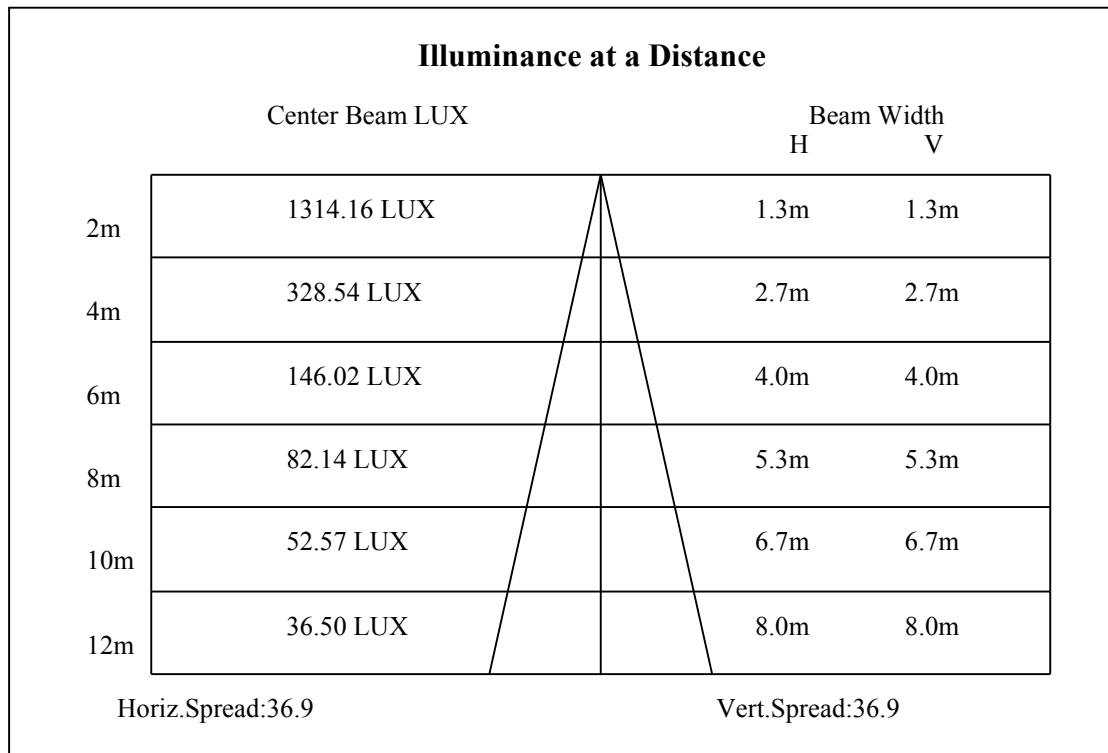 Illuminance at a Distance
Center Beam LUX Beam Width
H V
2m 1314.16 LUX 1.3m 1.3m
4m 328.54 LUX 2.7m 2.7m
6m 146.02 LUX 4.0m 4.0m
8m 82.14 LUX 5.3m 5.3m
10m 52.57 LUX 6.7m 6.7m
12m 36.50 LUX 8.0m 8.0m
Horiz.Spread:36.9 Vert.Spread:36.9